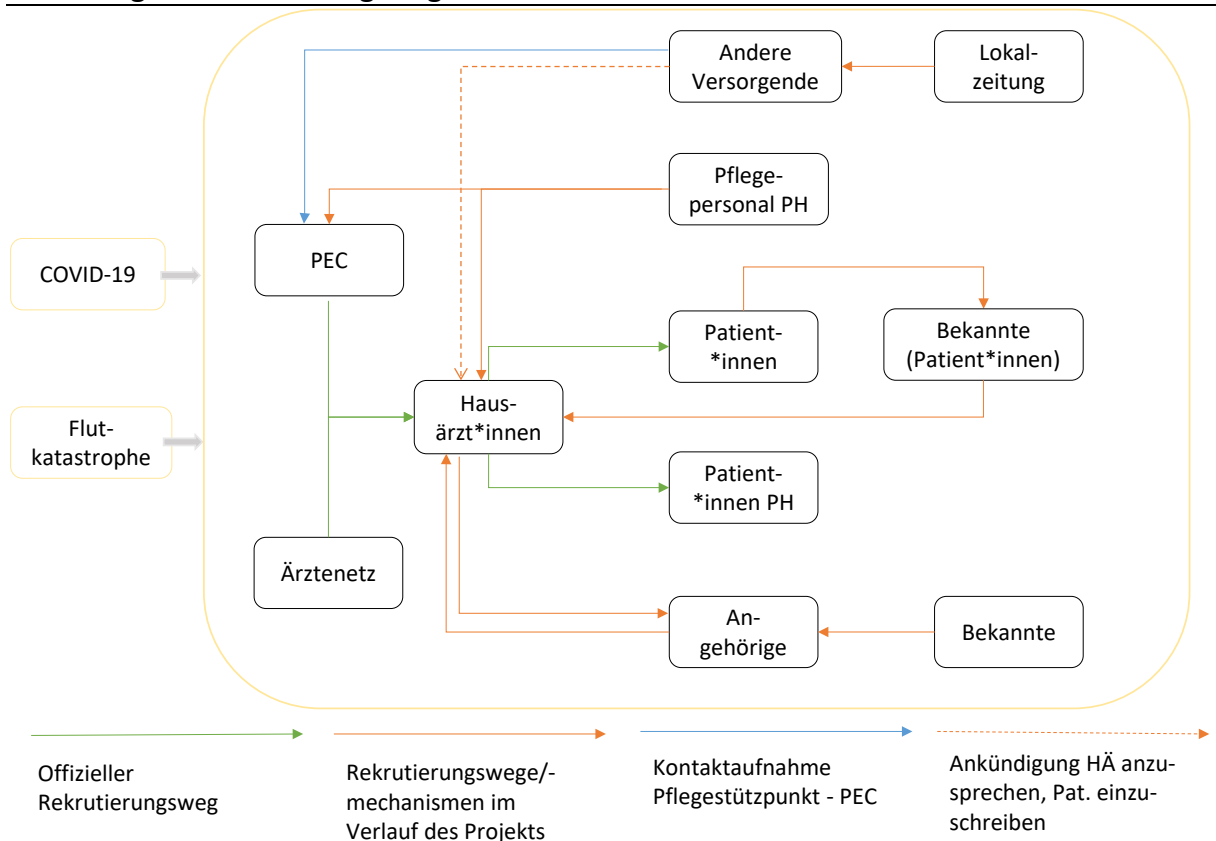 Andere
Versorgende
Lokal-
zeitung
Pflege-
personal PH
PEC
COVID-19
Patient-
*innen
Bekannte
(Patient*innen)
Haus-
ärzt*innen
Flut-
katastrophe
Patient-
*innen PH
Ärztenetz
An-
gehörige
Bekannte
Offizieller
Rekrutierungsweg
Rekrutierungswege/-
mechanismen im
Verlauf des Projekts
Kontaktaufnahme
Pflegestützpunkt - PEC
Ankündigung HÄ anzu-
sprechen, Pat. einzu-
schreiben